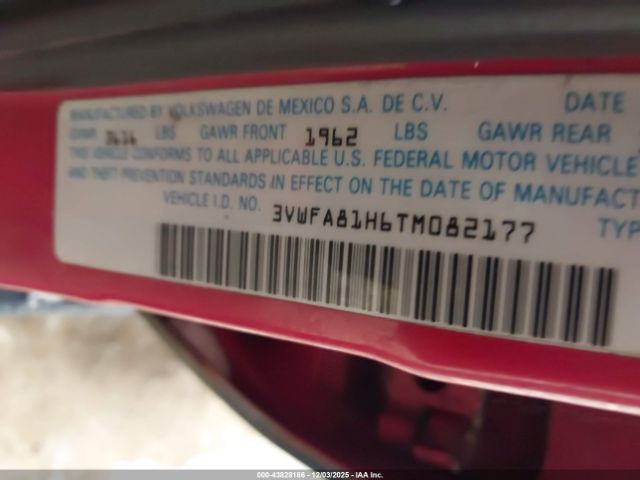 MANUFACTURED BY VOLKSWAGEN DE MEXICO S.A. DE C.V. DATE
GVWR 3636 LBS GAWR FRONT 1962 LBS GAWR REAR
THIS VEHICLE CONFORMS TO ALL APPLICABLE U.S. FEDERAL MOTOR VEHICLE
AND THEFT PREVENTION STANDARDS IN EFFECT ON THE DATE OF MANUFACT
VEHICLE I.D. NO. 3VWFA81H6TM082177 TYP
000-43828166 - 12/03/2025 - IAA Inc.